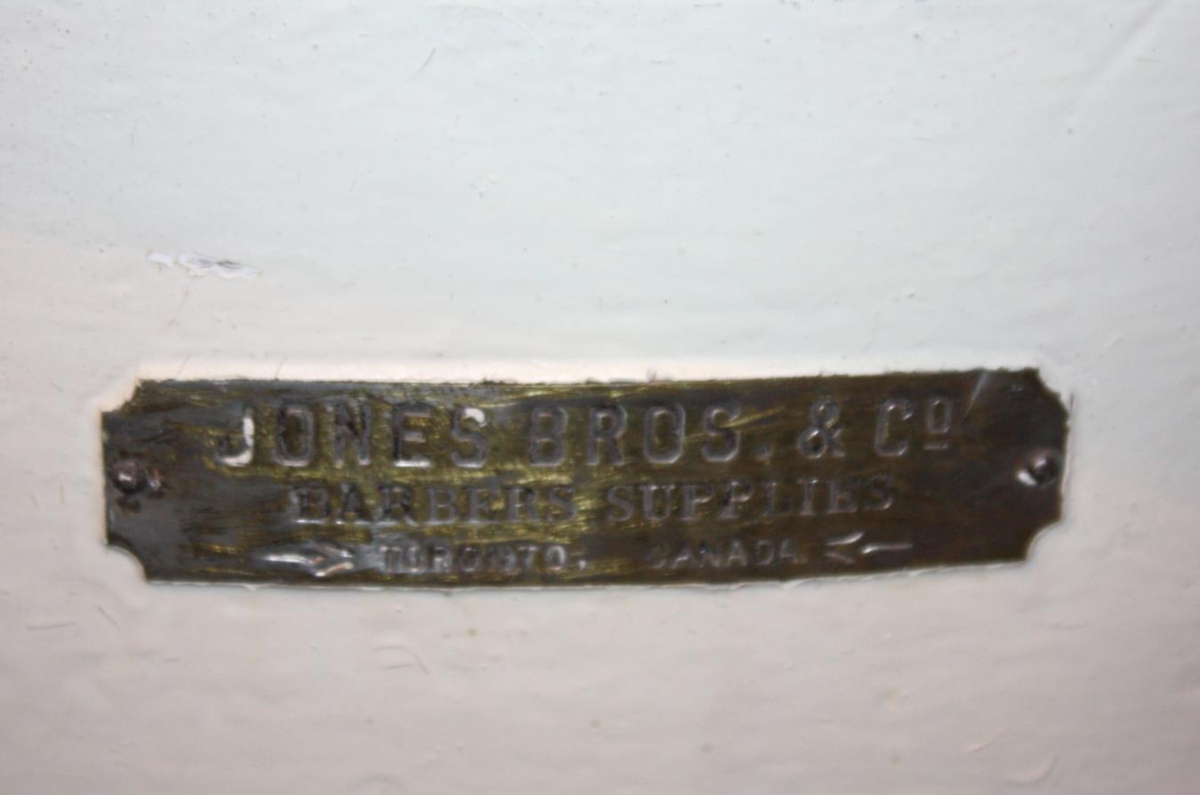 JONES BROS. & Cº
BARBERS SUPPLIES
TORONTO, CANADA